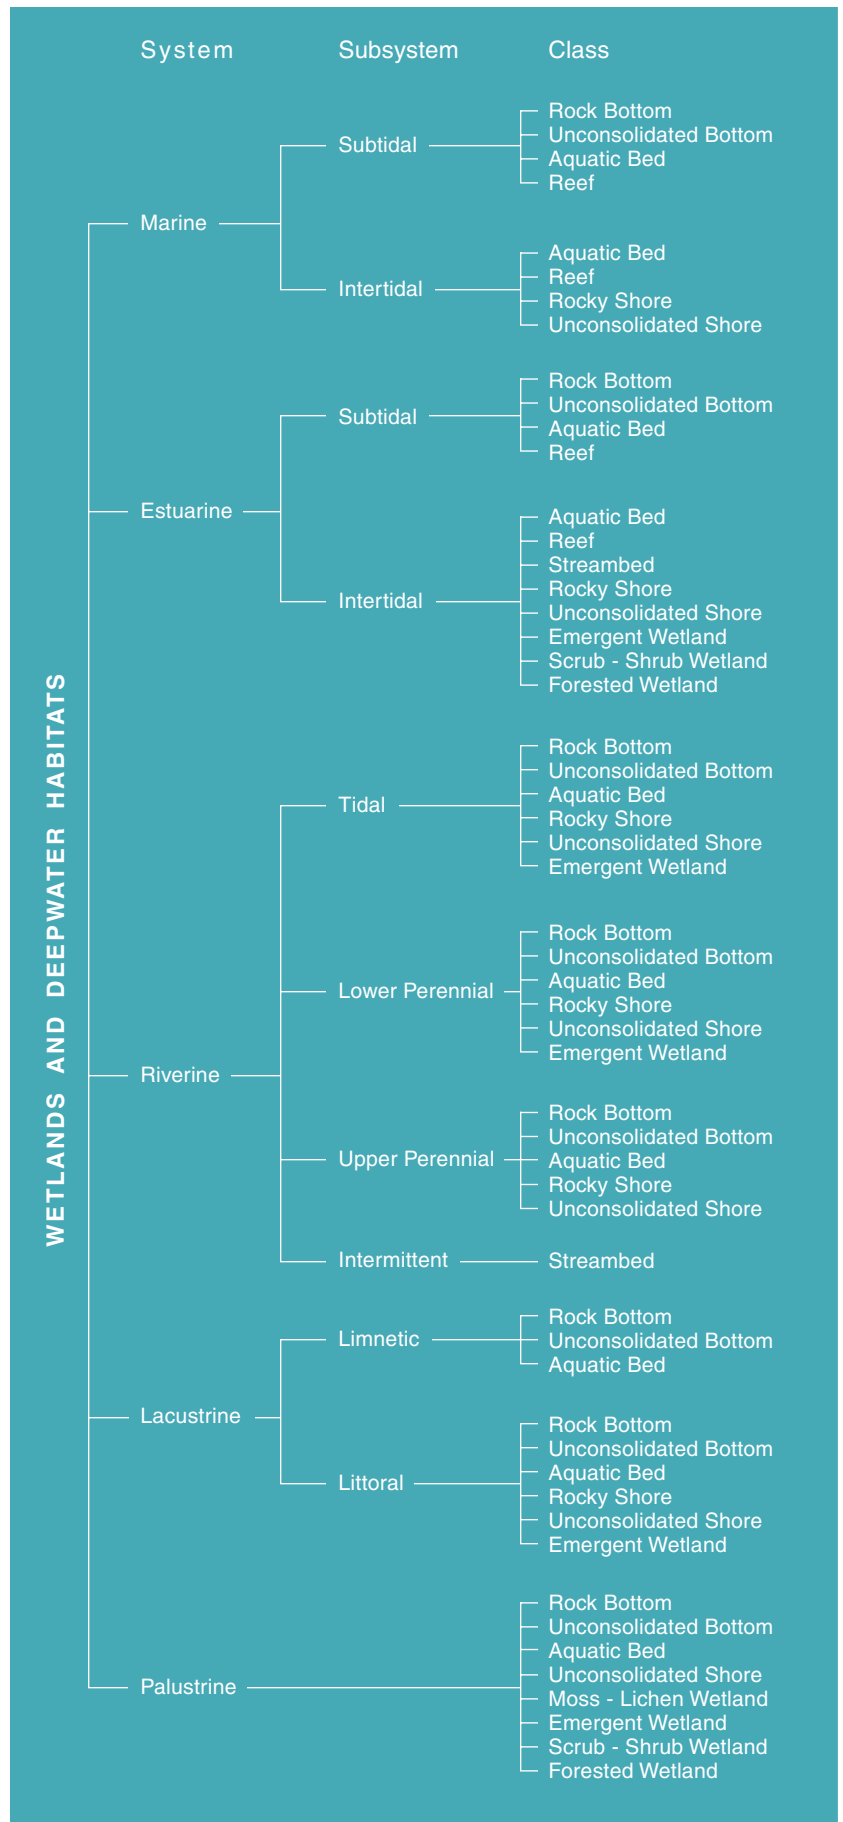 System Subsystem Class
WETLANDS AND DEEPWATER HABITATS
Marine
Subtidal
Rock Bottom
Unconsolidated Bottom
Aquatic Bed
Reef
Intertidal
Aquatic Bed
Reef
Rocky Shore
Unconsolidated Shore
Estuarine
Subtidal
Rock Bottom
Unconsolidated Bottom
Aquatic Bed
Reef
Intertidal
Aquatic Bed
Reef
Streambed
Rocky Shore
Unconsolidated Shore
Emergent Wetland
Scrub - Shrub Wetland
Forested Wetland
Riverine
Tidal
Rock Bottom
Unconsolidated Bottom
Aquatic Bed
Rocky Shore
Unconsolidated Shore
Emergent Wetland
Lower Perennial
Rock Bottom
Unconsolidated Bottom
Aquatic Bed
Rocky Shore
Unconsolidated Shore
Emergent Wetland
Upper Perennial
Rock Bottom
Unconsolidated Bottom
Aquatic Bed
Rocky Shore
Unconsolidated Shore
Intermittent
Streambed
Lacustrine
Limnetic
Rock Bottom
Unconsolidated Bottom
Aquatic Bed
Littoral
Rock Bottom
Unconsolidated Bottom
Aquatic Bed
Rocky Shore
Unconsolidated Shore
Emergent Wetland
Palustrine
Rock Bottom
Unconsolidated Bottom
Aquatic Bed
Unconsolidated Shore
Moss - Lichen Wetland
Emergent Wetland
Scrub - Shrub Wetland
Forested Wetland